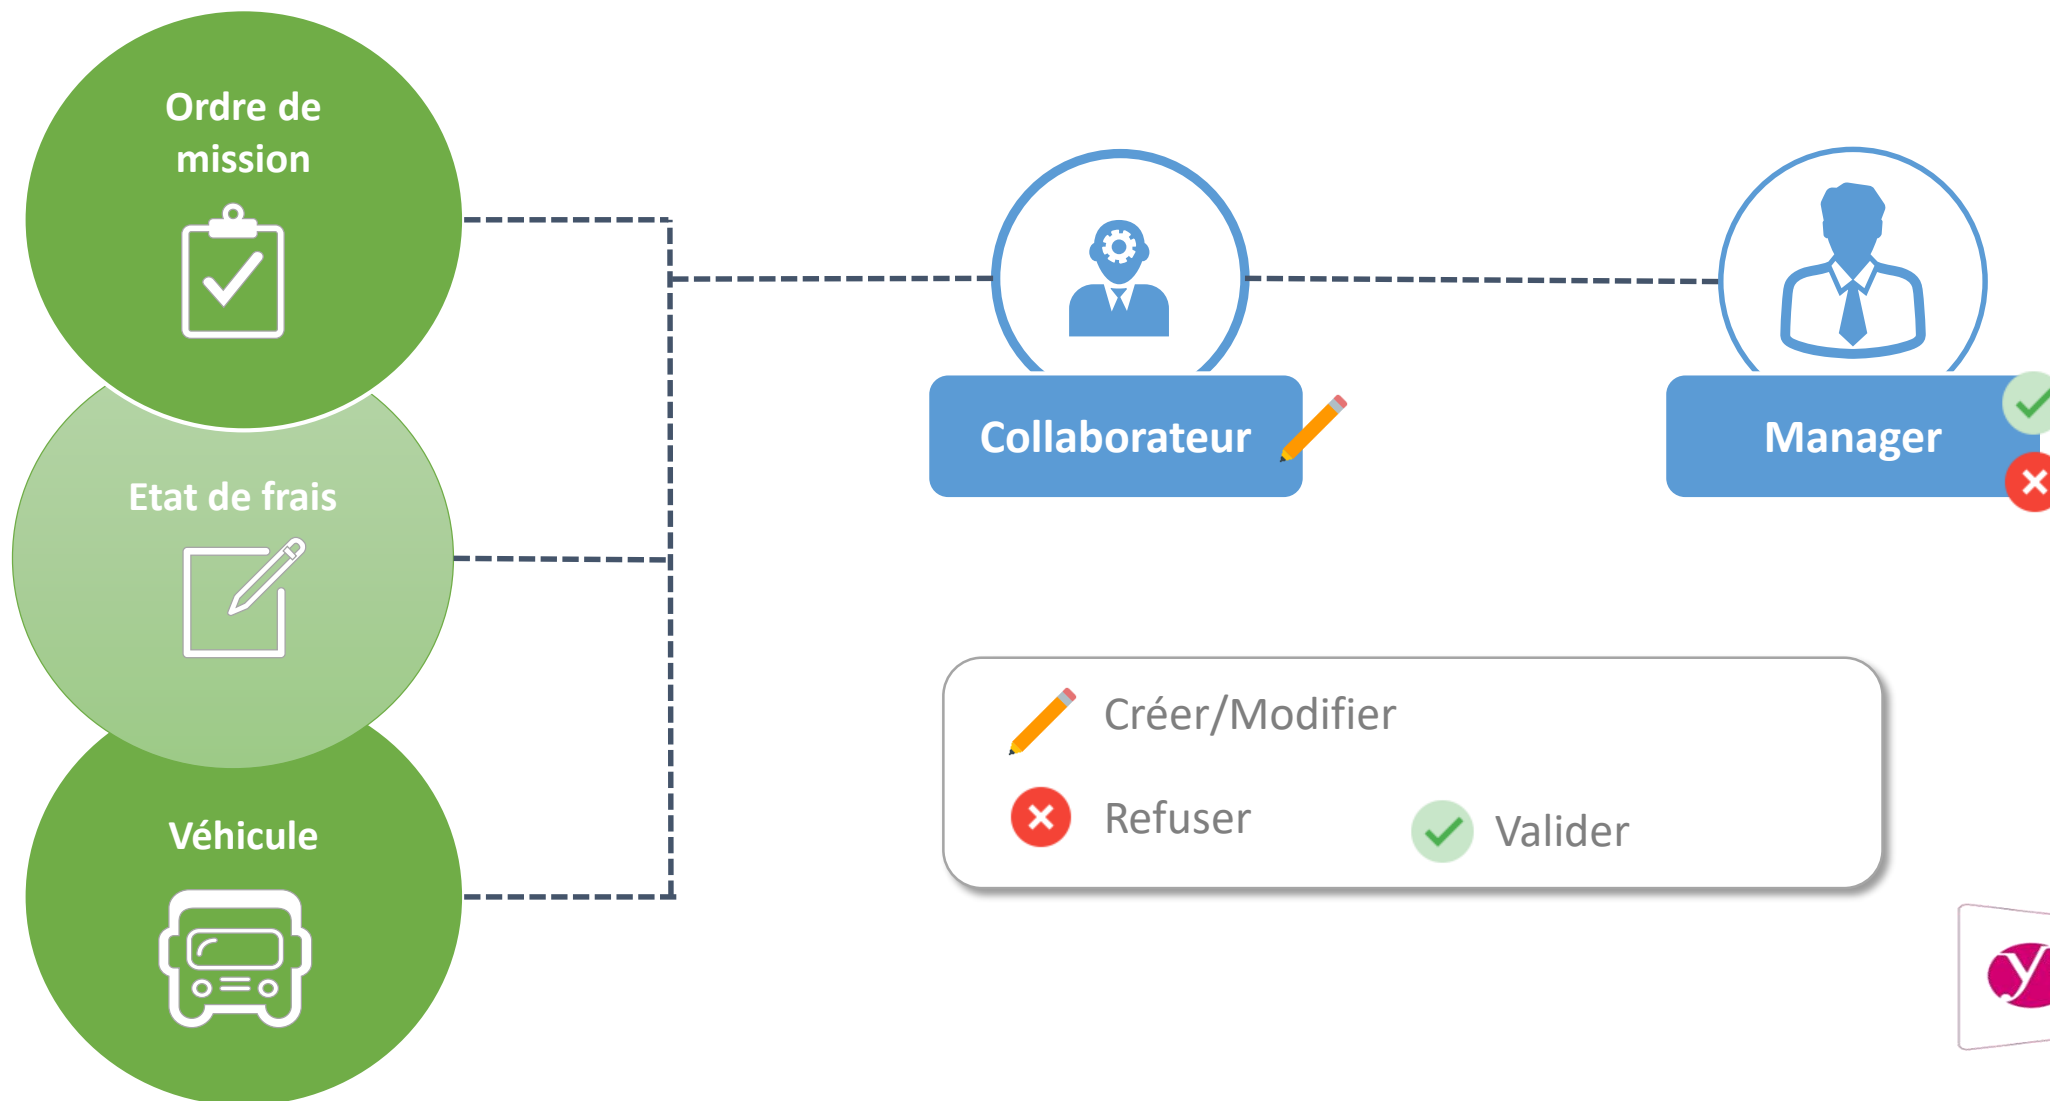 Ordre de
mission
Etat de frais
Véhicule
Collaborateur
Manager
Créer/Modifier
Refuser
Valider
y